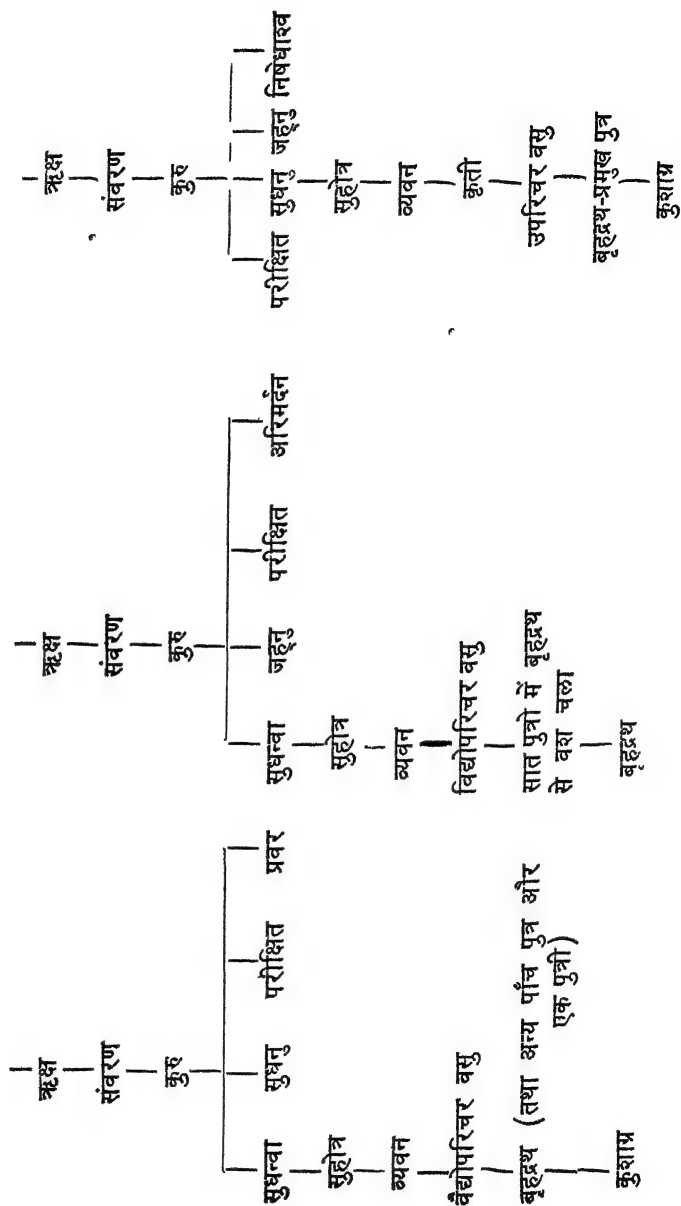 ऋक्ष
संवरण
कुरु
सुधन्वा सुधनु परीक्षित प्रवर
सुहोत्र
च्यवन
वैद्योपरिचर वसु
बृहद्रथ (तथा अन्य पाँच पुत्र और
एक पुत्री)
कुशाग्र
ऋक्ष
संवरण
कुरु
सुधन्वा जह्नु परीक्षित अरिमर्दन
सुहोत्र
च्यवन
विद्योपरिचर वसु
सात पुत्रो में बृहद्रथ
से वश चला
बृहद्रथ
ऋक्ष
संवरण
कुरु
परीक्षित सुधनु जह्नु निषेधाश्व
सुहोत्र
च्यवन
कृती
उपरिचर वसु
बृहद्रथ-प्रमुख पुत्र
कुशाग्र